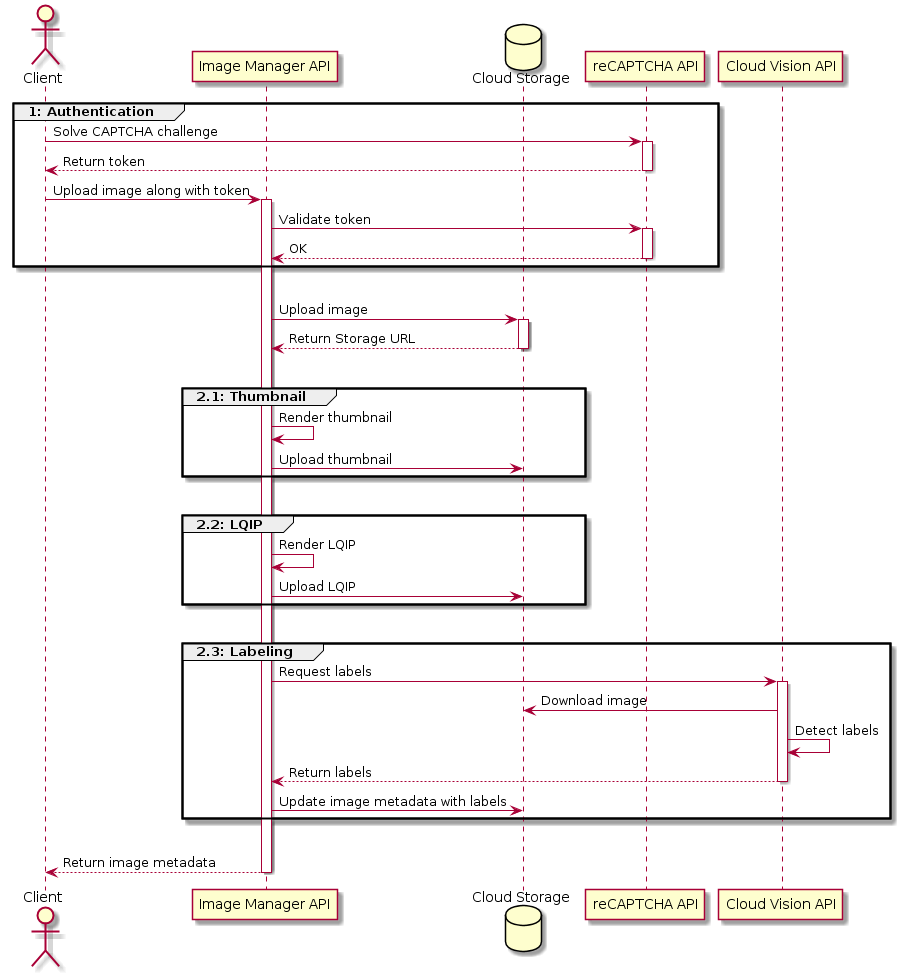 Client
Image Manager API
Cloud Storage
reCAPTCHA API
Cloud Vision API
1: Authentication
Solve CAPTCHA challenge
Return token
Upload image along with token
Validate token
OK
Upload image
Return Storage URL
2.1: Thumbnail
Render thumbnail
Upload thumbnail
2.2: LQIP
Render LQIP
Upload LQIP
2.3: Labeling
Request labels
Download image
Detect labels
Return labels
Update image metadata with labels
Return image metadata
Client
Image Manager API
Cloud Storage
reCAPTCHA API
Cloud Vision API